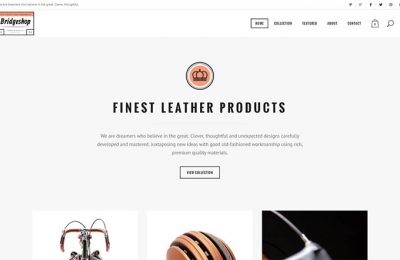 We are dreamers who believe in the great. Clever, thoughtful.
Bridgeshop
HOME
COLLECTION
FEATURED
ABOUT
CONTACT
FINEST LEATHER PRODUCTS
We are dreamers who believe in the great. Clever, thoughtful and unexpected designs carefully
developed and mastered, juxtaposing new ideas with good old-fashioned workmanship using rich,
premium quality materials.
VIEW COLLECTION